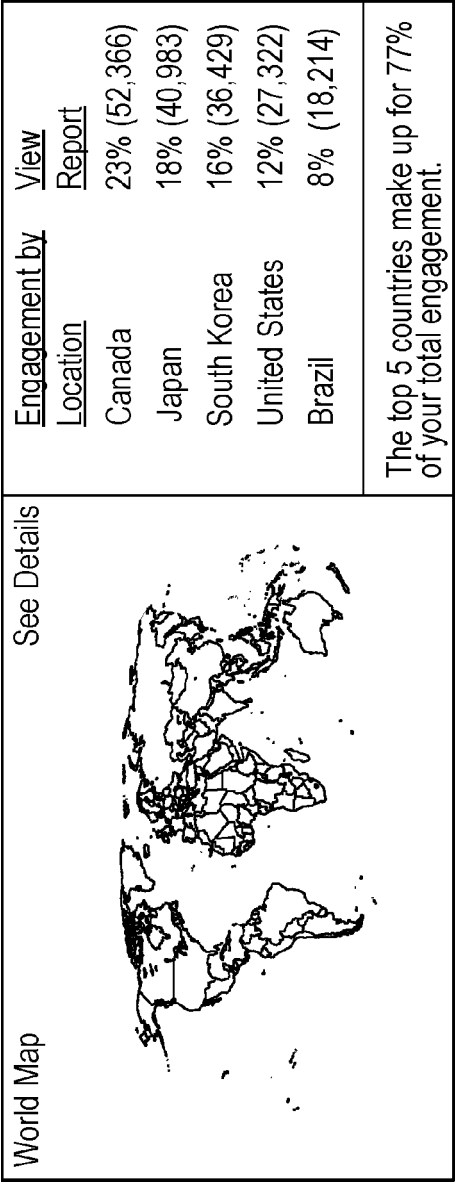 World Map See Details
Engagement by View
Location Report
Canada 23% (52,366)
Japan 18% (40,983)
South Korea 16% (36,429)
United States 12% (27,322)
Brazil 8% (18,214)
The top 5 countries make up for 77%
of your total engagement.